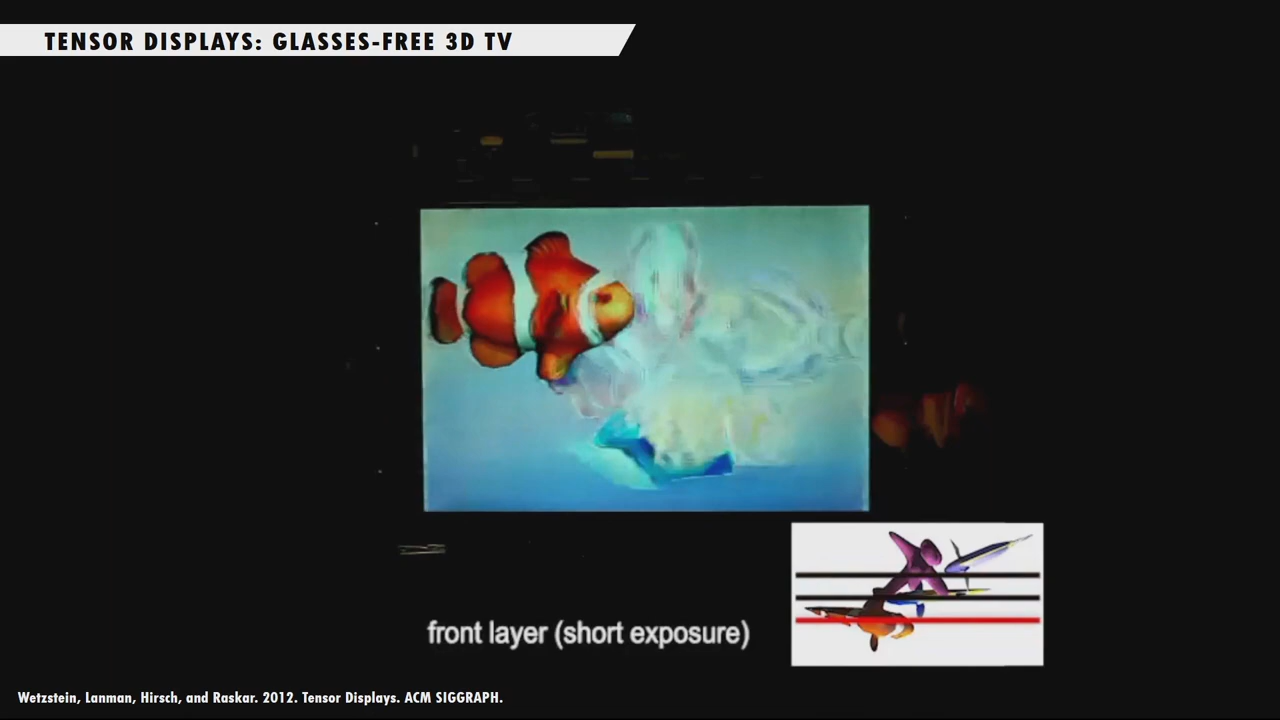 TENSOR DISPLAYS: GLASSES-FREE 3D TV
front layer (short exposure)
Wetzstein, Lanman, Hirsch, and Raskar. 2012. Tensor Displays. ACM SIGGRAPH.